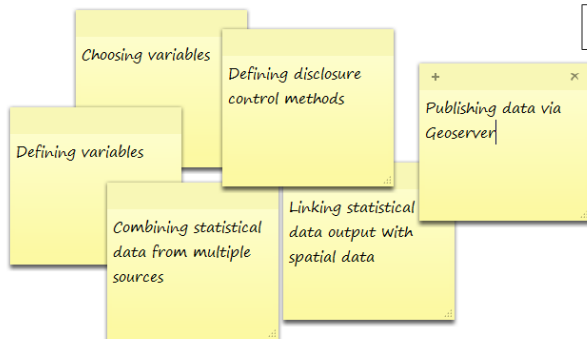 Choosing variables
Defining disclosure
control methods
Publishing data via
Geoserver
Defining variables
Combining statistical
data from multiple
sources
Linking statistical
data output with
spatial data